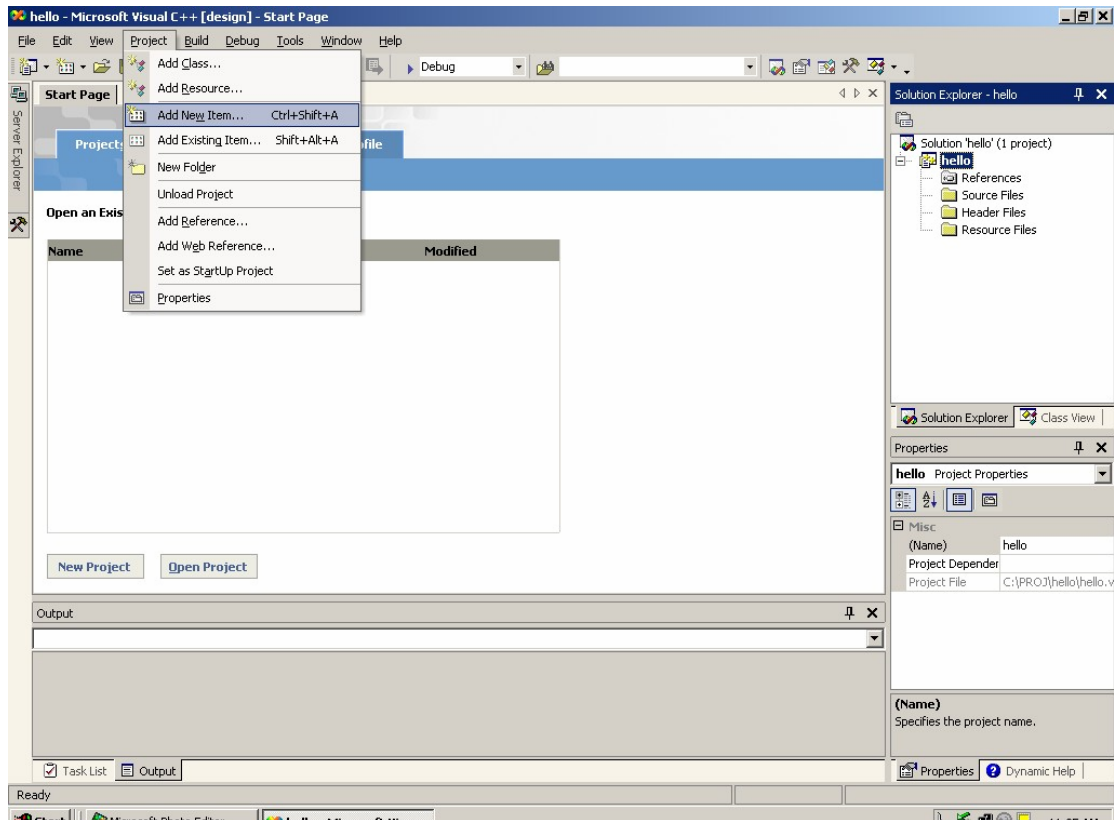 hello - Microsoft Visual C++ [design] - Start Page
File Edit View Project Build Debug Tools Window Help
Debug
Add Class...
Add Resource...
Add New Item... Ctrl+Shift+A
Add Existing Item... Shift+Alt+A
New Folder
Unload Project
Add Reference...
Add Web Reference...
Set as StartUp Project
Properties
Server Explorer
Start Page
Open an Exis
Name Modified
New Project Open Project
Solution Explorer - hello
Solution 'hello' (1 project)
hello
References
Source Files
Header Files
Resource Files
Solution Explorer Class View
Properties
hello Project Properties
Misc
(Name) hello
Project Depender
Project File C:\PROJ\hello\hello.v
(Name)
Specifies the project name.
Properties Dynamic Help
Output
Task List Output
Ready
Start Microsoft Photo Editor